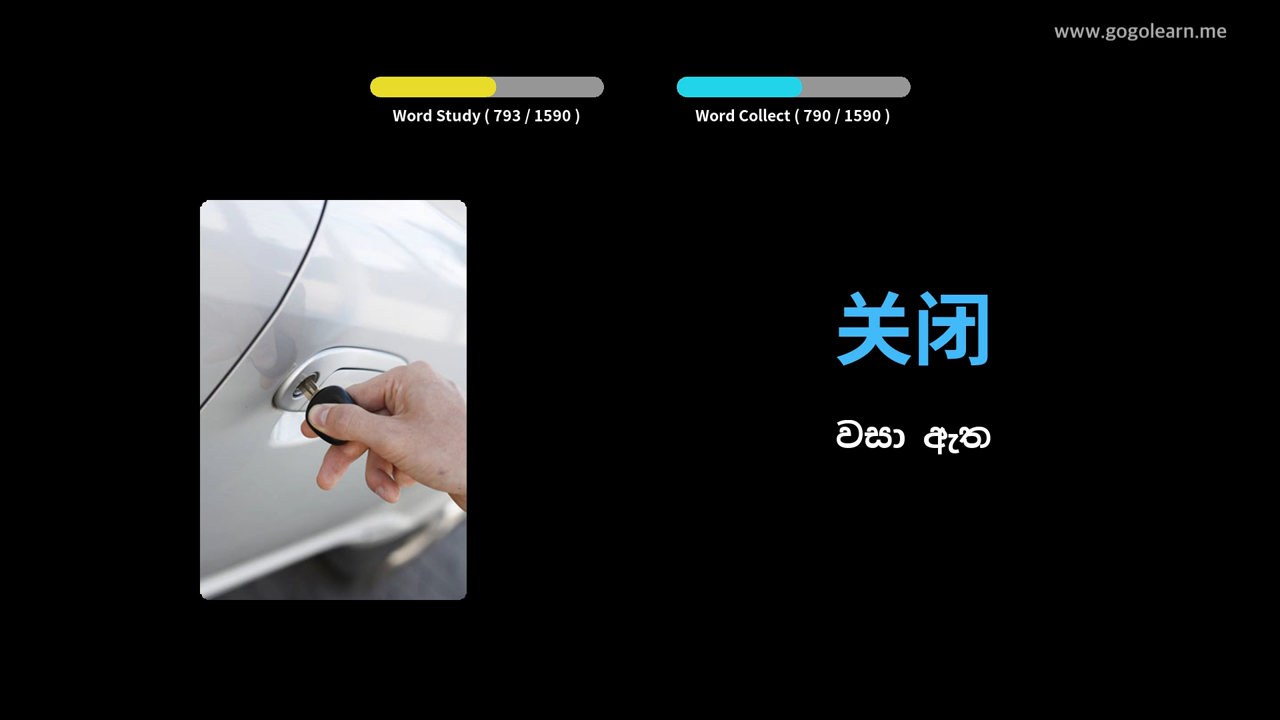 www.gogolearn.me
Word Study ( 793 / 1590 )
Word Collect ( 790 / 1590 )
关闭
වසා ඇත